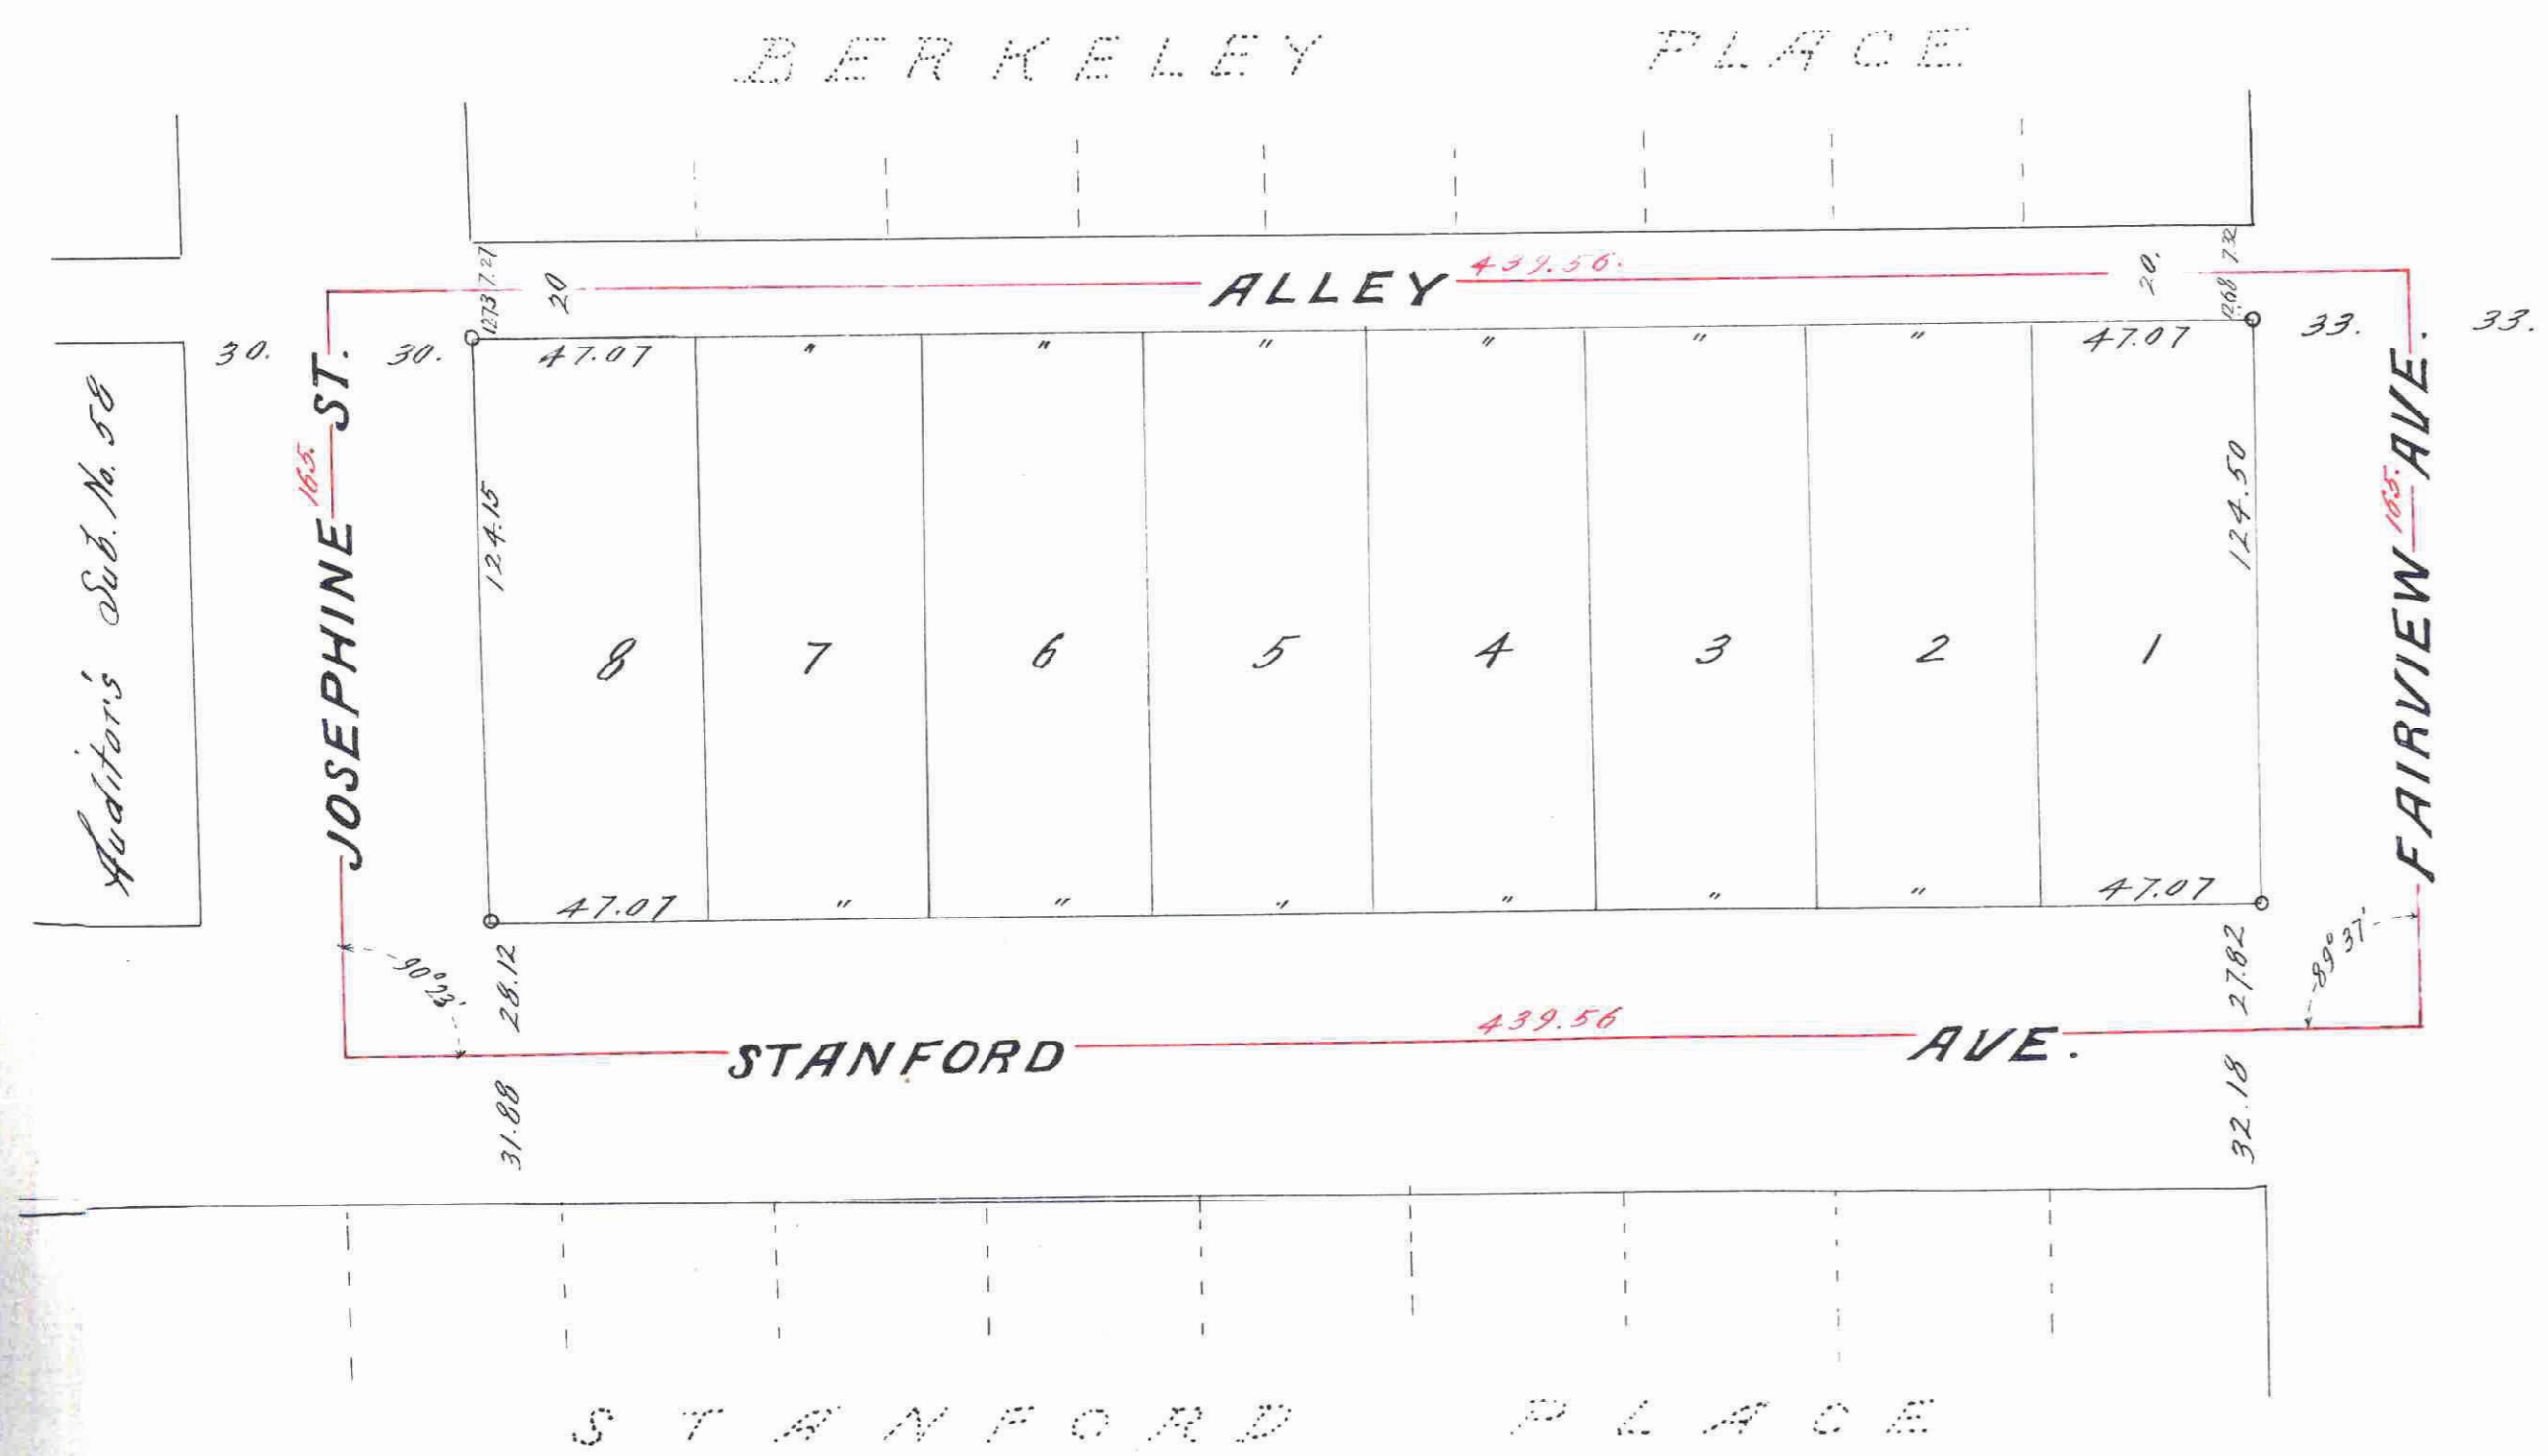 BERKELEY PLACE
7.27
12.73
20
ALLEY
439.56.
20.
7.32
12.68
30.
30.
47.07 " " " " " " 47.07
33.
33.
Auditor's Sub. No. 58
JOSEPHINE ST.
165.
124.15
8 7 6 5 4 3 2 1
124.50
FAIRVIEW AVE.
165.
47.07 " " " " " " 47.07
90°23'
28.12
27.82
89°37'
439.56
STANFORD AVE.
31.88
32.18
STANFORD PLACE